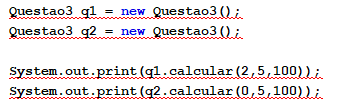 Questao3 q1 = new Questao3();
Questao3 q2 = new Questao3();
System.out.print(q1.calcular(2,5,100));
System.out.print(q2.calcular(0,5,100));